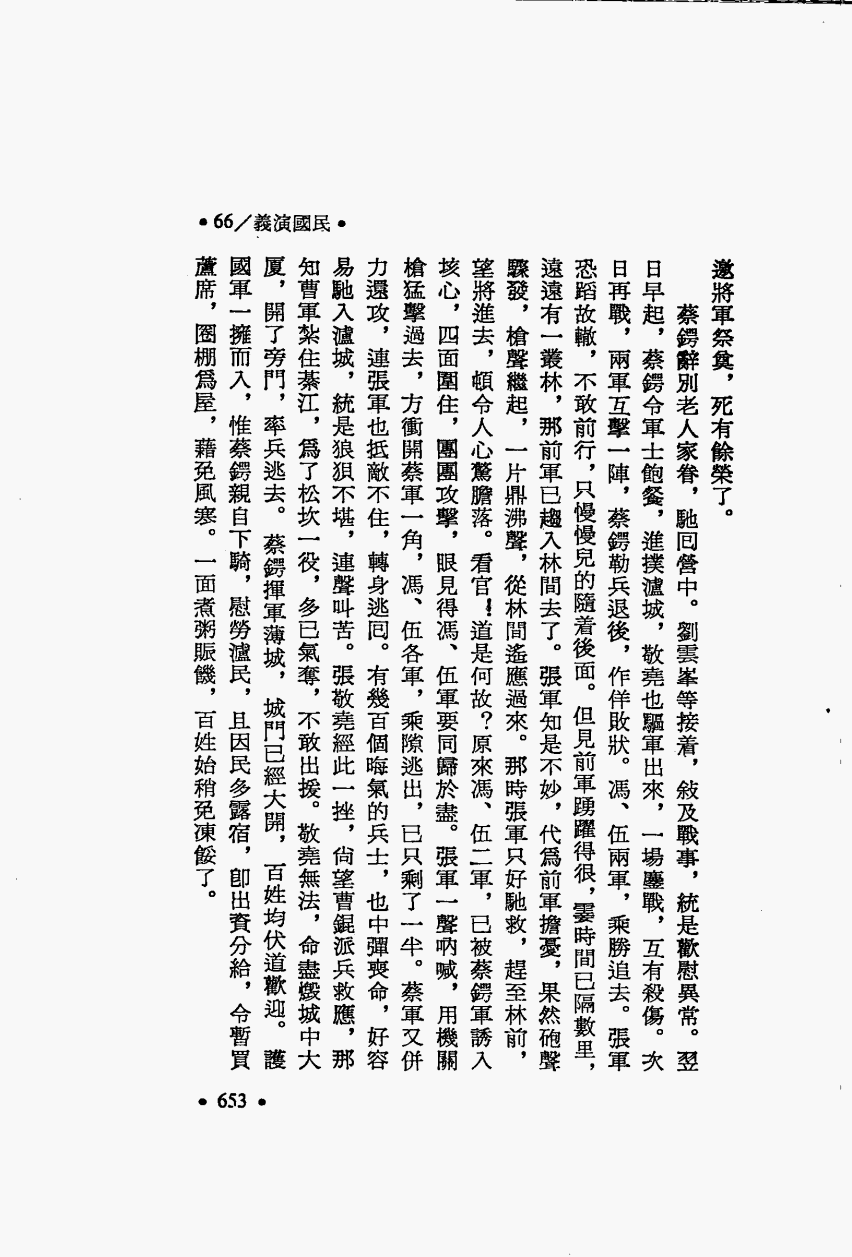 •66／義演國民•
邀將軍祭奠，死有餘榮了。
蔡鍔辭別老人家眷，馳囘營中。劉雲峯等接着，敍及戰事，統是歡慰異常。翌
日早起，蔡鍔令軍士飽餐，進撲瀘城，敬堯也驅軍出來，一場鏖戰，互有殺傷。次
日再戰，兩軍互擊一陣，蔡鍔勒兵退後，作佯敗狀。馮、伍兩軍，乘勝追去。張軍
恐蹈故轍，不敢前行，只慢慢兒的隨着後面。但見前軍踴躍得很，霎時間已隔數里，
遠遠有一叢林，那前軍已趨入林間去了。張軍知是不妙，代爲前軍擔憂，果然砲聲
驟發，槍聲繼起，一片鼎沸聲，從林間遙應過來。那時張軍只好馳救，趕至林前，
望將進去，頓令人心驚膽落。看官！道是何故？原來馮、伍二軍，已被蔡鍔軍誘入
垓心，四面圍住，團團攻擊，眼見得馮、伍軍要同歸於盡。張軍一聲吶喊，用機關
槍猛擊過去，方衝開蔡軍一角，馮、伍各軍，乘隙逃出，已只剩了一半。蔡軍又併
力還攻，連張軍也抵敵不住，轉身逃囘。有幾百個晦氣的兵士，也中彈喪命，好容
易馳入瀘城，統是狼狽不堪，連聲叫苦。張敬堯經此一挫，尙望曹錕派兵救應，那
知曹軍紮住綦江，爲了松坎一役，多已氣奪，不敢出援。敬堯無法，命盡燬城中大
厦，開了旁門，率兵逃去。蔡鍔揮軍薄城，城門已經大開，百姓均伏道歡迎。護
國軍一擁而入，惟蔡鍔親自下騎，慰勞瀘民，且因民多露宿，卽出資分給，令暫買
蘆席，圈棚爲屋，藉免風寒。一面煮粥賑饑，百姓始稍免凍餒了。
•653•